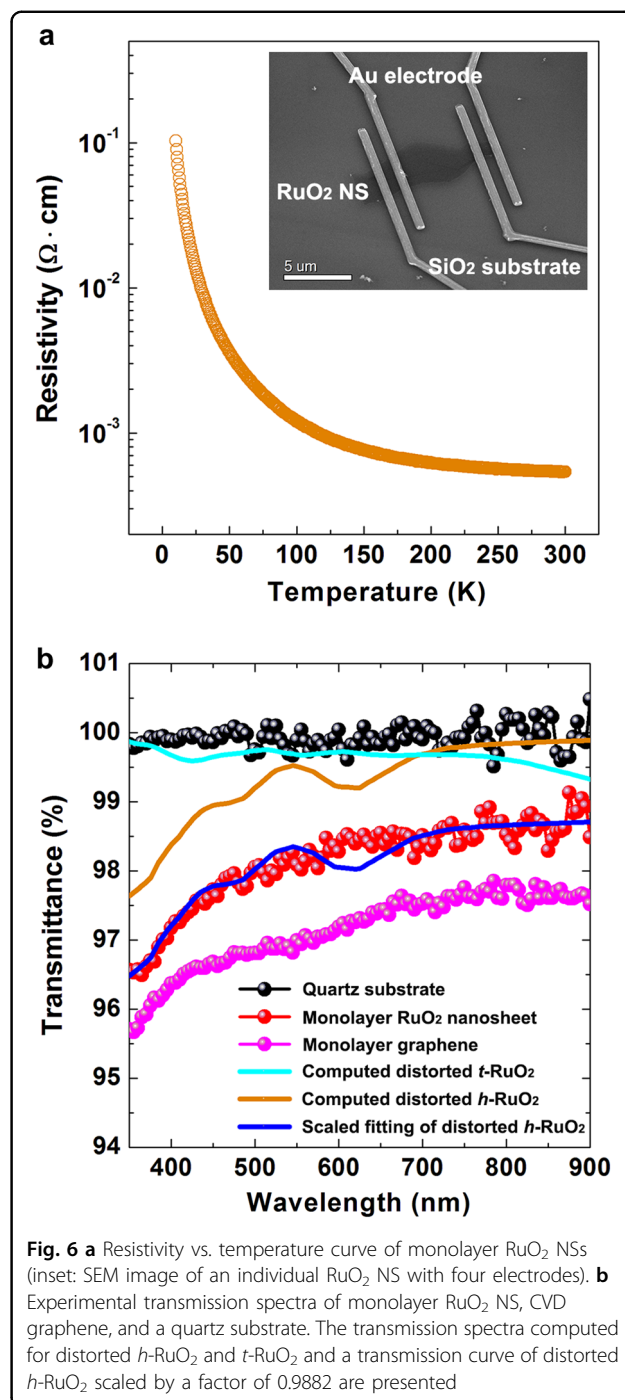 a
Au electrode
RuO₂ NS
SiO₂ substrate
5 um
Resistivity (Ω · cm)
10⁻¹
10⁻²
10⁻³
0 50 100 150 200 250 300
Temperature (K)
b
Transmittance (%)
101
100
99
98
97
96
95
94
Quartz substrate
Monolayer RuO₂ nanosheet
Monolayer graphene
Computed distorted t-RuO₂
Computed distorted h-RuO₂
Scaled fitting of distorted h-RuO₂
400 500 600 700 800 900
Wavelength (nm)
Fig. 6 a Resistivity vs. temperature curve of monolayer RuO₂ NSs
(inset: SEM image of an individual RuO₂ NS with four electrodes). b
Experimental transmission spectra of monolayer RuO₂ NS, CVD
graphene, and a quartz substrate. The transmission spectra computed
for distorted h-RuO₂ and t-RuO₂ and a transmission curve of distorted
h-RuO₂ scaled by a factor of 0.9882 are presented